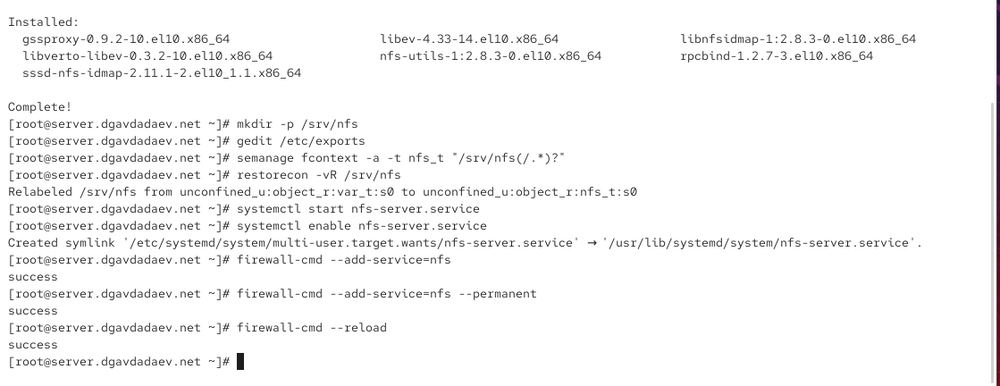 Installed:
gssproxy-0.9.2-10.el10.x86_64 libev-4.33-14.el10.x86_64 libnfsidmap-1:2.8.3-0.el10.x86_64
libverto-libev-0.3.2-10.el10.x86_64 nfs-utils-1:2.8.3-0.el10.x86_64 rpcbind-1.2.7-3.el10.x86_64
sssd-nfs-idmap-2.11.1-2.el10_1.1.x86_64
Complete!
[root@server.dgavdadaev.net ~]# mkdir -p /srv/nfs
[root@server.dgavdadaev.net ~]# gedit /etc/exports
[root@server.dgavdadaev.net ~]# semanage fcontext -a -t nfs_t "/srv/nfs(/.*)?"
[root@server.dgavdadaev.net ~]# restorecon -vR /srv/nfs
Relabeled /srv/nfs from unconfined_u:object_r:var_t:s0 to unconfined_u:object_r:nfs_t:s0
[root@server.dgavdadaev.net ~]# systemctl start nfs-server.service
[root@server.dgavdadaev.net ~]# systemctl enable nfs-server.service
Created symlink '/etc/systemd/system/multi-user.target.wants/nfs-server.service' → '/usr/lib/systemd/system/nfs-server.service'.
[root@server.dgavdadaev.net ~]# firewall-cmd --add-service=nfs
success
[root@server.dgavdadaev.net ~]# firewall-cmd --add-service=nfs --permanent
success
[root@server.dgavdadaev.net ~]# firewall-cmd --reload
success
[root@server.dgavdadaev.net ~]#